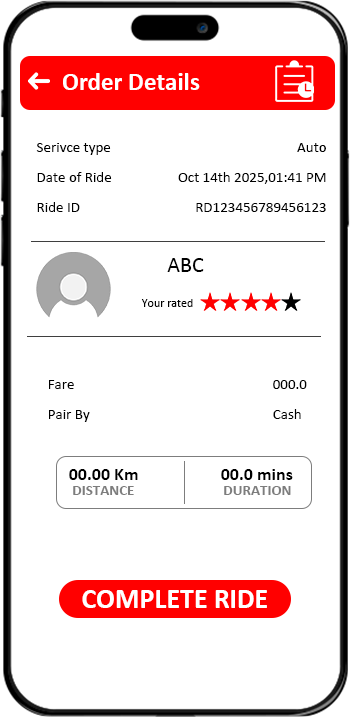 Order Details
Serivce type Auto
Date of Ride Oct 14th 2025,01:41 PM
Ride ID RD123456789456123
ABC
Your rated
Fare 000.0
Pair By Cash
00.00 Km 00.0 mins
DISTANCE DURATION
COMPLETE RIDE